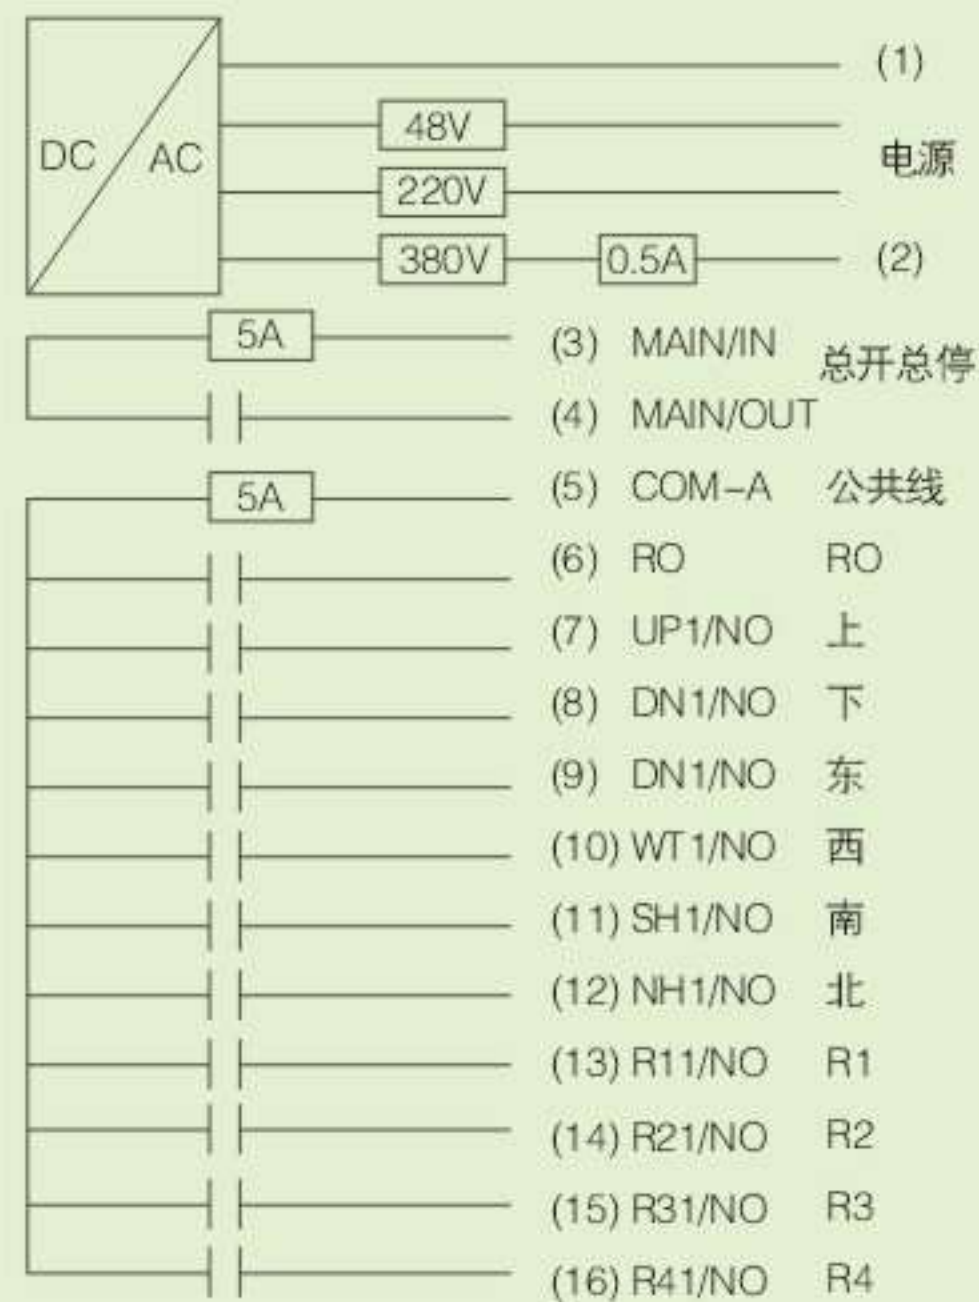 (1)
48V
DC AC 电源
220V
380V 0.5A (2)
5A (3) MAIN/IN 总开总停
(4) MAIN/OUT
5A (5) COM-A 公共线
(6) RO RO
(7) UP1/NO 上
(8) DN1/NO 下
(9) DN1/NO 东
(10) WT1/NO 西
(11) SH1/NO 南
(12) NH1/NO 北
(13) R11/NO R1
(14) R21/NO R2
(15) R31/NO R3
(16) R41/NO R4